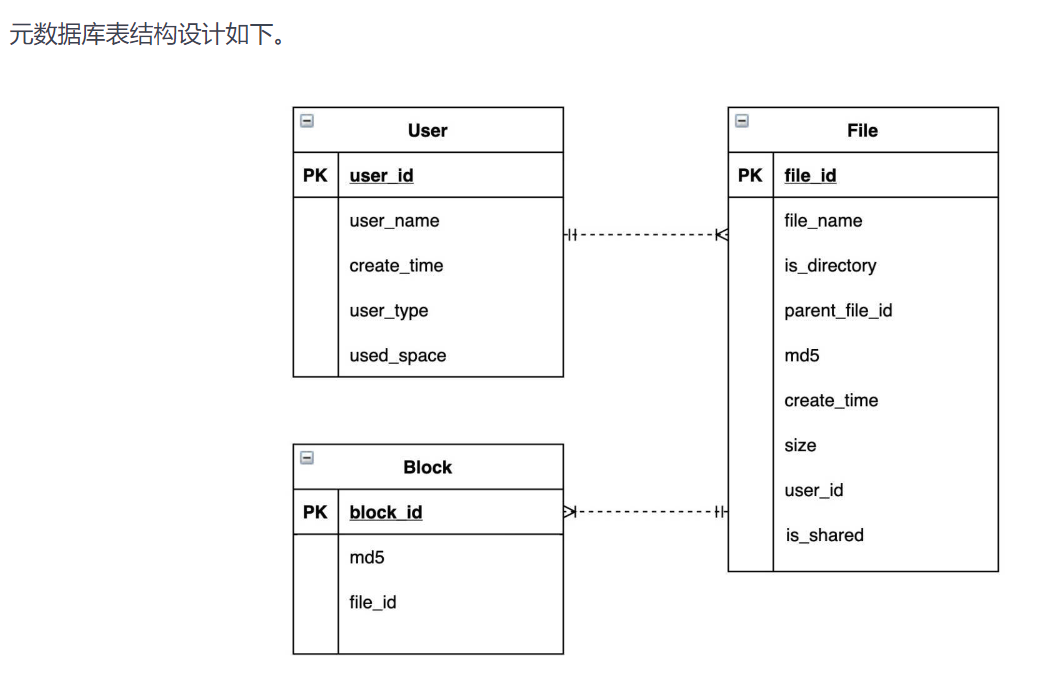 元数据库表结构设计如下。
User
PK user_id
user_name
create_time
user_type
used_space
File
PK file_id
file_name
is_directory
parent_file_id
md5
create_time
size
user_id
is_shared
Block
PK block_id
md5
file_id